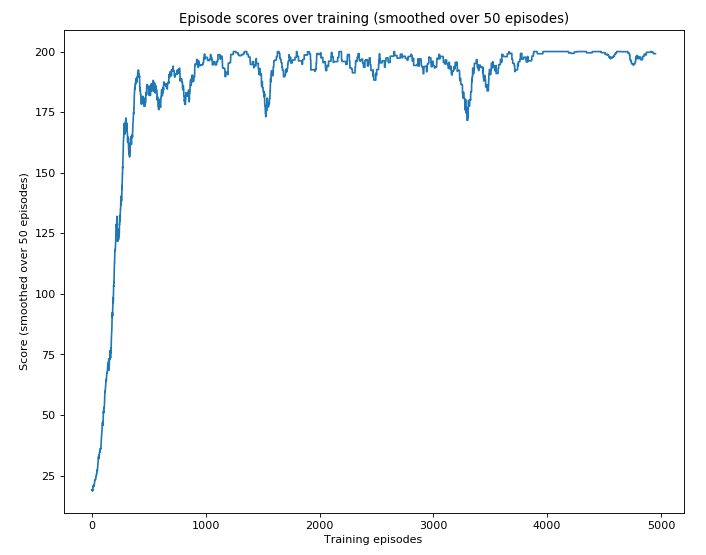 Episode scores over training (smoothed over 50 episodes)
200
175
150
125
100
75
50
25
Score (smoothed over 50 episodes)
0 1000 2000 3000 4000 5000
Training episodes